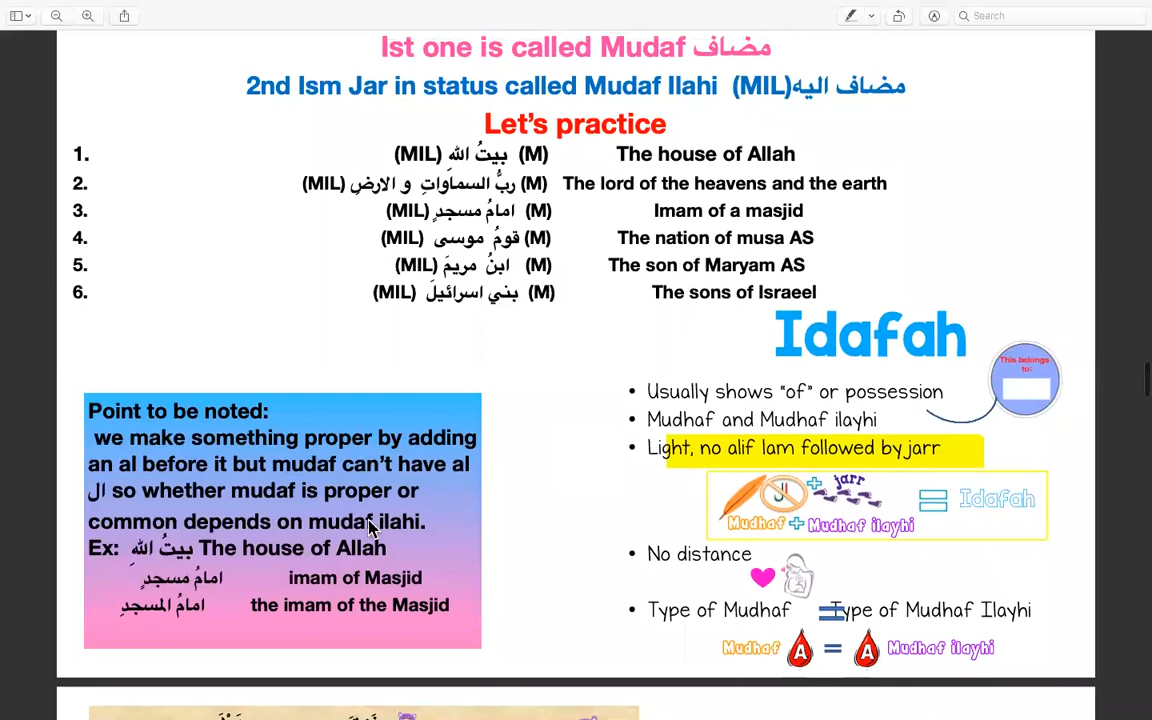 Search
Ist one is called Mudaf مضاف
2nd Ism Jar in status called Mudaf Ilahi (MIL)مضاف اليه
Let's practice
1. (MIL) بيتُ اللهِ (M) The house of Allah
2. (MIL) ربُّ السماواتِ و الارضِ (M) The lord of the heavens and the earth
3. (MIL) امامُ مسجدٍ (M) Imam of a masjid
4. (MIL) قومُ موسى (M) The nation of musa AS
5. (MIL) ابنُ مريمَ (M) The son of Maryam AS
6. (MIL) بني اسرائيلَ (M) The sons of Israeel
Idafah
This belongs
to:
Point to be noted:
we make something proper by adding
an al before it but mudaf can't have al
ال so whether mudaf is proper or
common depends on mudaf ilahi.
Ex: بيتُ اللهِ The house of Allah
امامُ مسجدٍ imam of Masjid
امامُ المسجدِ the imam of the Masjid
• Usually shows "of" or possession
• Mudhaf and Mudhaf ilayhi
• Light, no alif lam followed by jarr
ال + jarr = Idafah
Mudhaf + Mudhaf ilayhi
• No distance
• Type of Mudhaf = Type of Mudhaf Ilayhi
Mudhaf A = A Mudhaf ilayhi